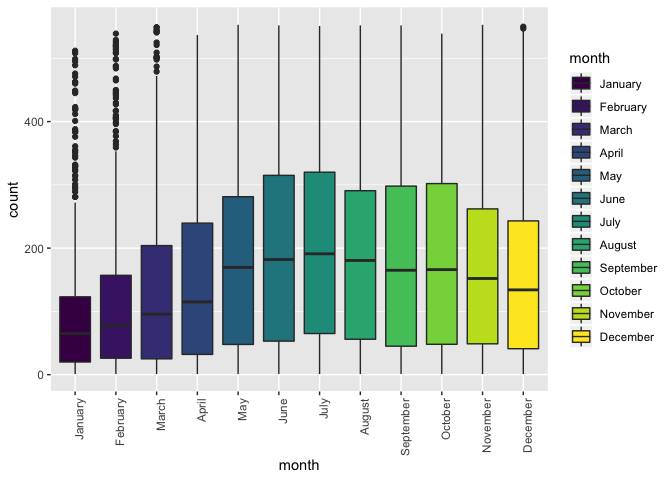 400
200
0
count
January
February
March
April
May
June
July
August
September
October
November
December
month
month
January
February
March
April
May
June
July
August
September
October
November
December